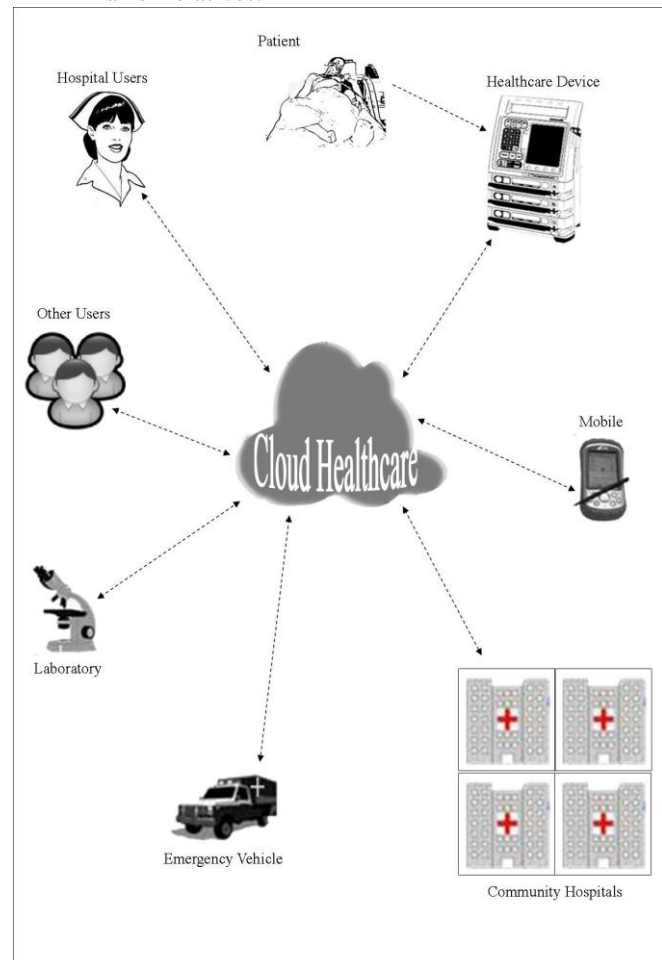 Patient
Hospital Users
Healthcare Device
Other Users
Cloud Healthcare
Mobile
Laboratory
Emergency Vehicle
Community Hospitals